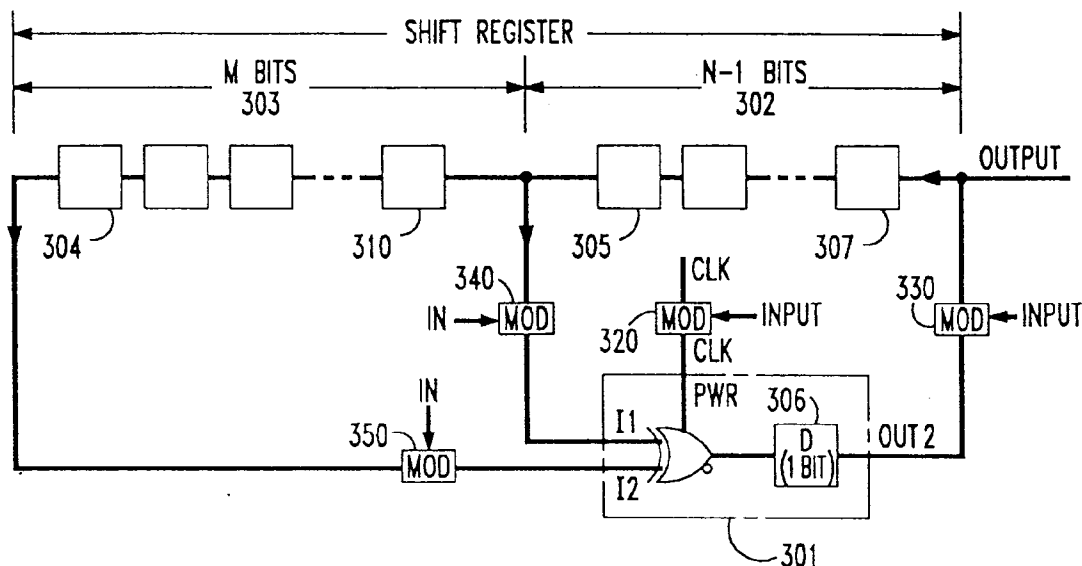 SHIFT REGISTER
M BITS
303
N-1 BITS
302
OUTPUT
304
310
305
307
340
CLK
330
IN
MOD
320
MOD
INPUT
MOD
INPUT
CLK
IN
PWR
306
350
I1
D
(1 BIT)
OUT 2
MOD
I2
301